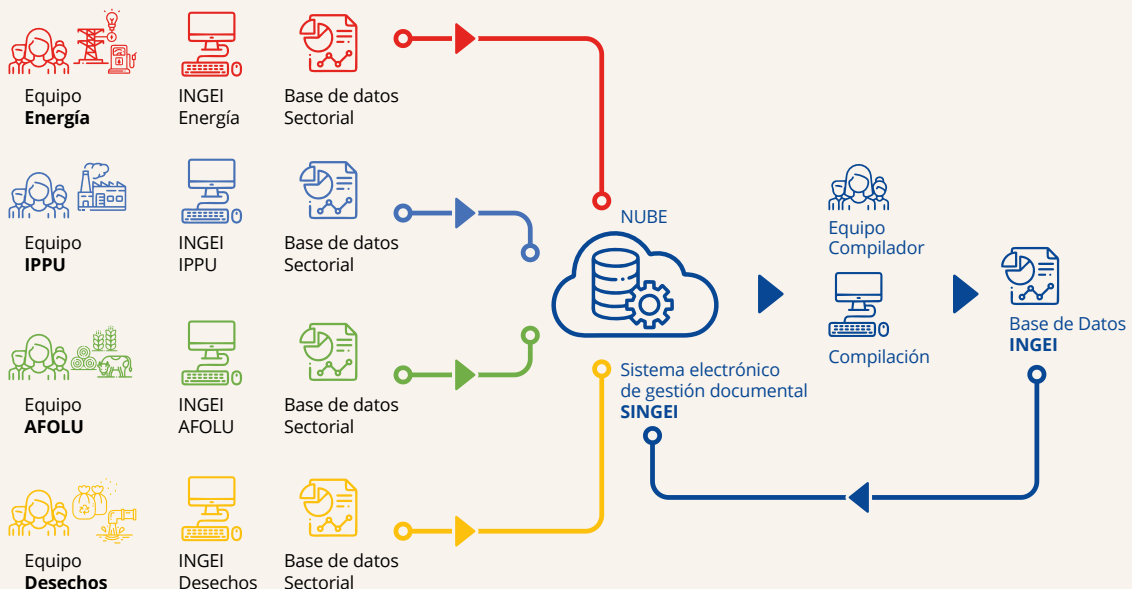 Equipo
Energía
INGEI
Energía
Base de datos
Sectorial
Equipo
IPPU
INGEI
IPPU
Base de datos
Sectorial
Equipo
AFOLU
INGEI
AFOLU
Base de datos
Sectorial
Equipo
Desechos
INGEI
Desechos
Base de datos
Sectorial
NUBE
Sistema electrónico
de gestión documental
SINGEI
Equipo
Compilador
Compilación
Base de Datos
INGEI